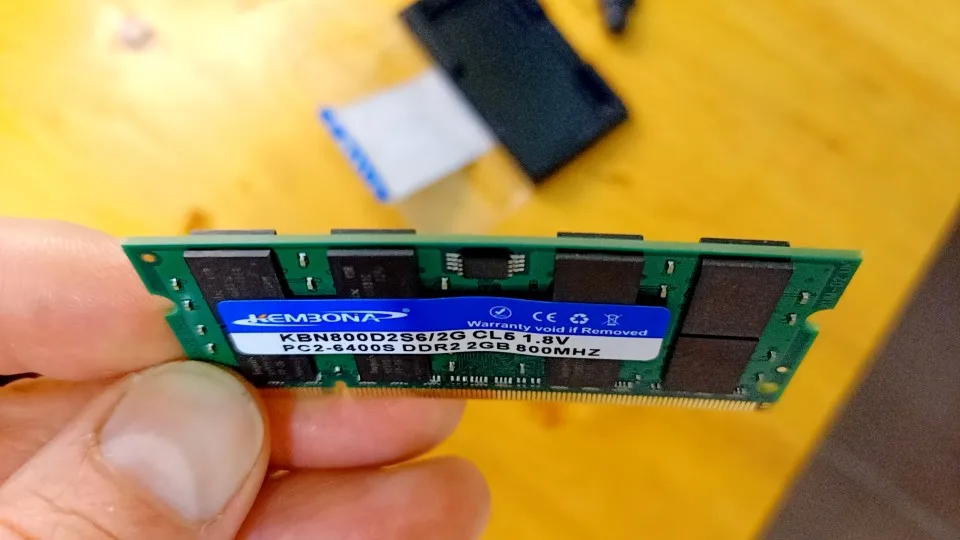 KEMBONA
Warranty void if Removed
KBN800D2S6/2G CL6 1.8V
PC2-6400S DDR2 2GB 800MHZ